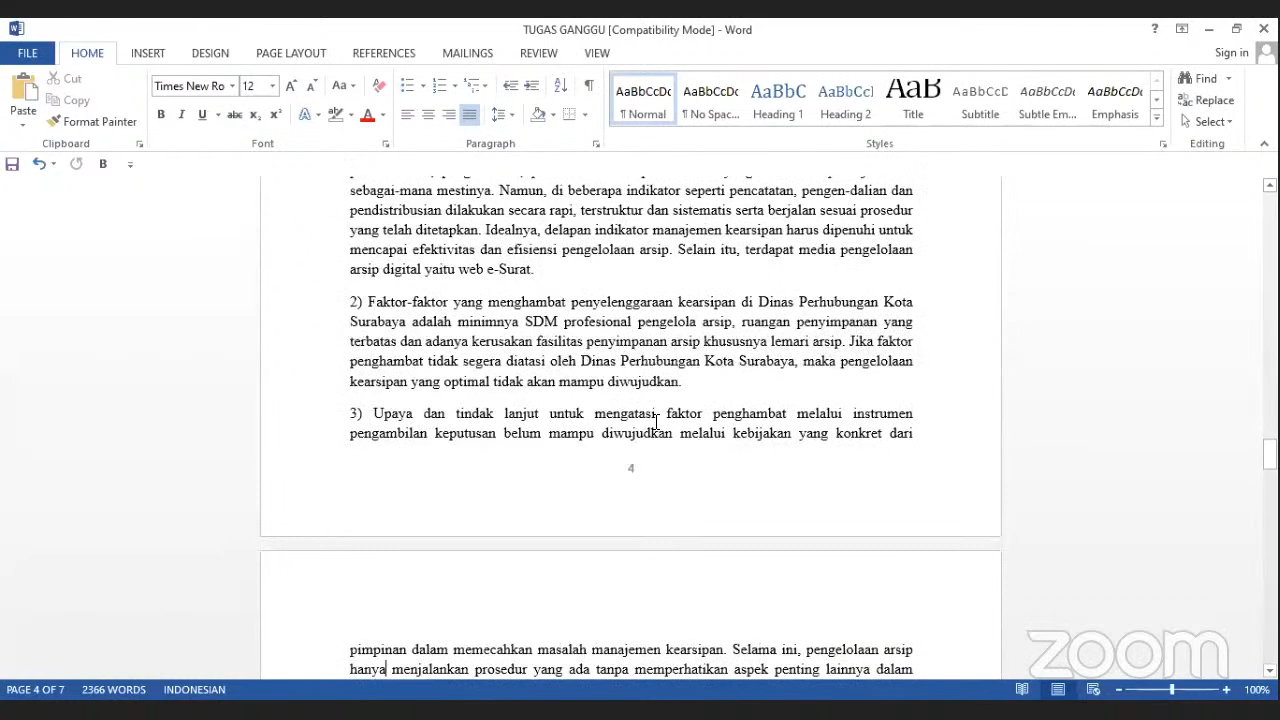 TUGAS GANGGU [Compatibility Mode] - Word
FILE HOME INSERT DESIGN PAGE LAYOUT REFERENCES MAILINGS REVIEW VIEW Sign in
Paste
Cut
Copy
Format Painter
Clipboard
Times New Ro 12
Font
Paragraph
AaBbCcDc AaBbCcDc AaBbC AaBbCcl AaB AaBbCcD AaBbCcDt AaBbCcDt
¶ Normal ¶ No Spac... Heading 1 Heading 2 Title Subtitle Subtle Em... Emphasis
Styles
Find
Replace
Select
Editing
sebagai-mana mestinya. Namun, di beberapa indikator seperti pencatatan, pengen-dalian dan
pendistribusian dilakukan secara rapi, terstruktur dan sistematis serta berjalan sesuai prosedur
yang telah ditetapkan. Idealnya, delapan indikator manajemen kearsipan harus dipenuhi untuk
mencapai efektivitas dan efisiensi pengelolaan arsip. Selain itu, terdapat media pengelolaan
arsip digital yaitu web e-Surat.
2) Faktor-faktor yang menghambat penyelenggaraan kearsipan di Dinas Perhubungan Kota
Surabaya adalah minimnya SDM profesional pengelola arsip, ruangan penyimpanan yang
terbatas dan adanya kerusakan fasilitas penyimpanan arsip khususnya lemari arsip. Jika faktor
penghambat tidak segera diatasi oleh Dinas Perhubungan Kota Surabaya, maka pengelolaan
kearsipan yang optimal tidak akan mampu diwujudkan.
3) Upaya dan tindak lanjut untuk mengatasi faktor penghambat melalui instrumen
pengambilan keputusan belum mampu diwujudkan melalui kebijakan yang konkret dari
4
pimpinan dalam memecahkan masalah manajemen kearsipan. Selama ini, pengelolaan arsip
hanya menjalankan prosedur yang ada tanpa memperhatikan aspek penting lainnya dalam
zoom
PAGE 4 OF 7 2366 WORDS INDONESIAN 100%